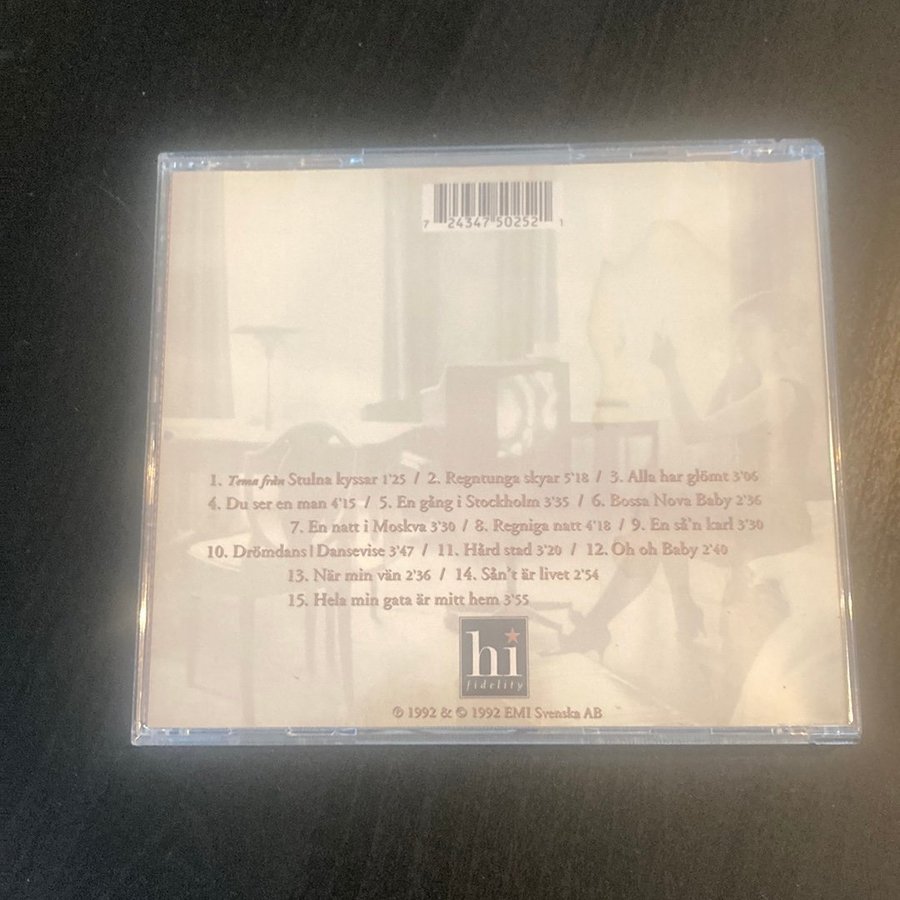 7 24347 50252 1
1. Tema från Stulna kyssar 1'25 / 2. Regntunga skyar 5'18 / 3. Alla har glömt 3'06
4. Du ser en man 4'15 / 5. En gång i Stockholm 3'35 / 6. Bossa Nova Baby 2'36
7. En natt i Moskva 3'30 / 8. Regniga natt 4'18 / 9. En så'n karl 3'30
10. Drömdans | Dansevise 3'47 / 11. Hård stad 3'20 / 12. Oh oh Baby 2'40
13. När min vän 2'36 / 14. Sån't är livet 2'54
15. Hela min gata är mitt hem 3'55
hi
fidelity
℗ 1992 & © 1992 EMI Svenska AB